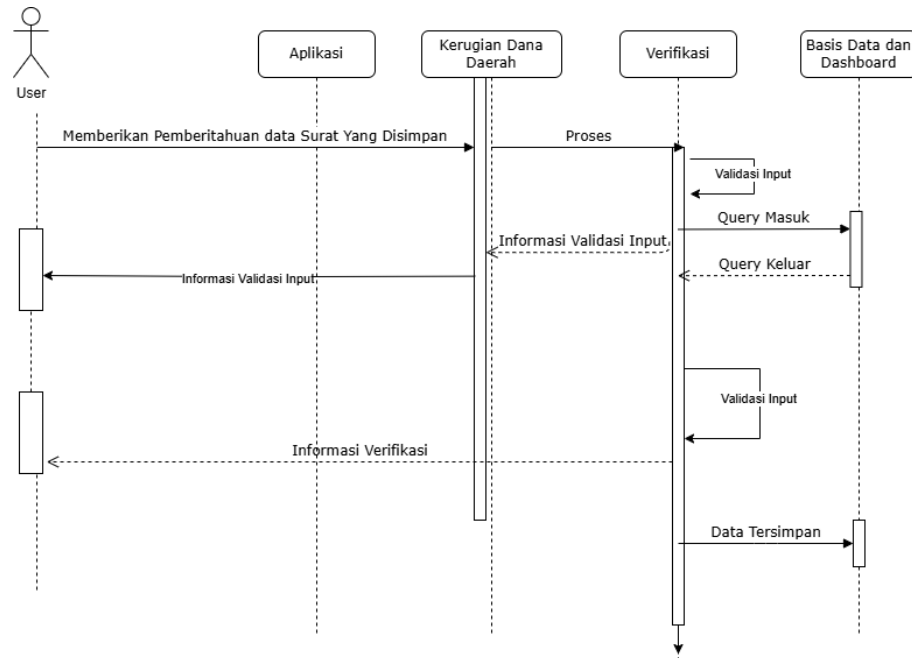 User
Aplikasi
Kerugian Dana
Daerah
Verifikasi
Basis Data dan
Dashboard
Memberikan Pemberitahuan data Surat Yang Disimpan
Proses
Validasi Input
Query Masuk
Informasi Validasi Input
Query Keluar
Informasi Validasi Input
Validasi Input
Informasi Verifikasi
Data Tersimpan